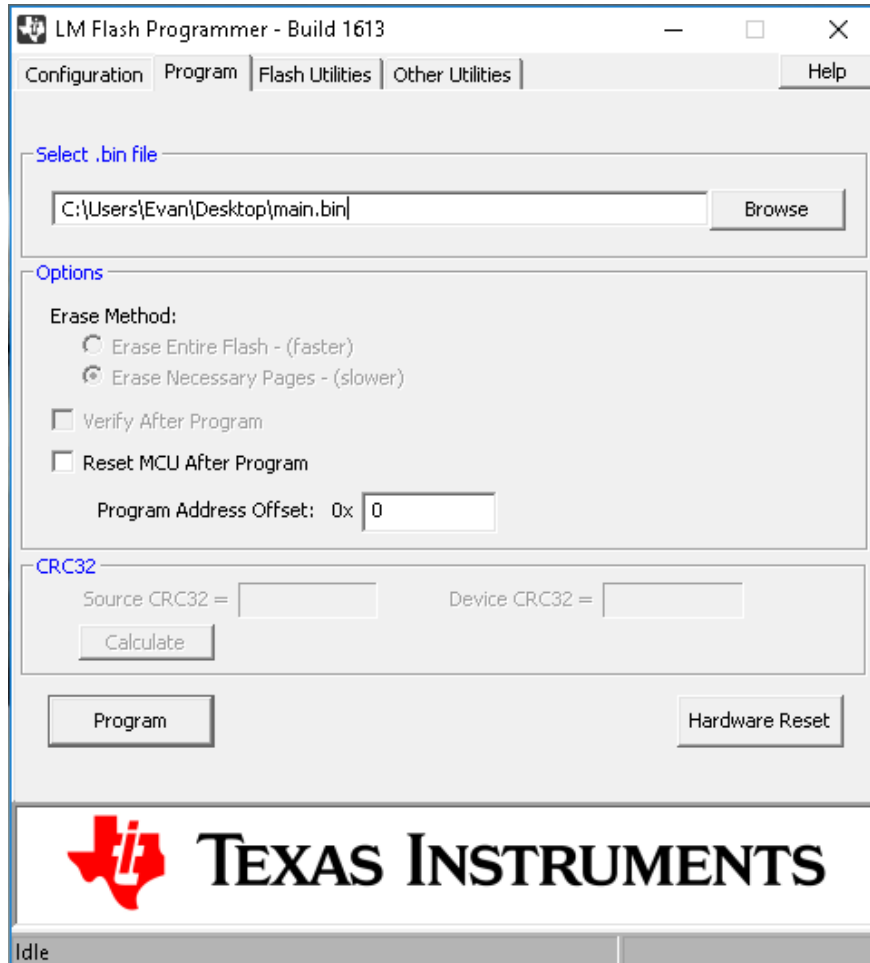 LM Flash Programmer - Build 1613
Configuration Program Flash Utilities Other Utilities Help
Select .bin file
C:\Users\Evan\Desktop\main.bin Browse
Options
Erase Method:
Erase Entire Flash - (faster)
Erase Necessary Pages - (slower)
Verify After Program
Reset MCU After Program
Program Address Offset: 0x 0
CRC32
Source CRC32 = Device CRC32 =
Calculate
Program Hardware Reset
TEXAS INSTRUMENTS
Idle